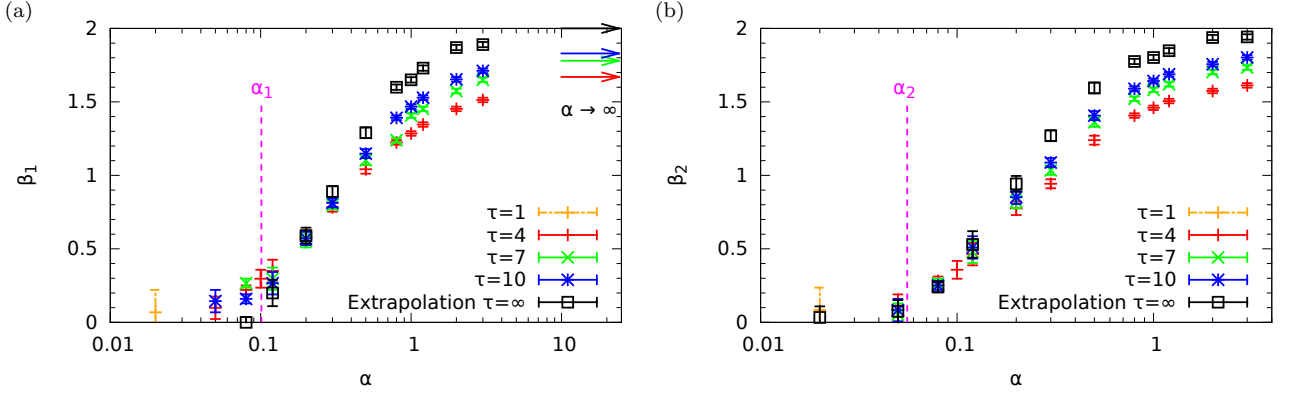 (a)
β1
2
1.5
1
0.5
0
α1
α → ∞
τ=1
τ=4
τ=7
τ=10
Extrapolation τ=∞
0.01 0.1 1 10
α
(b)
β2
2
1.5
1
0.5
0
α2
τ=1
τ=4
τ=7
τ=10
Extrapolation τ=∞
0.01 0.1 1
α